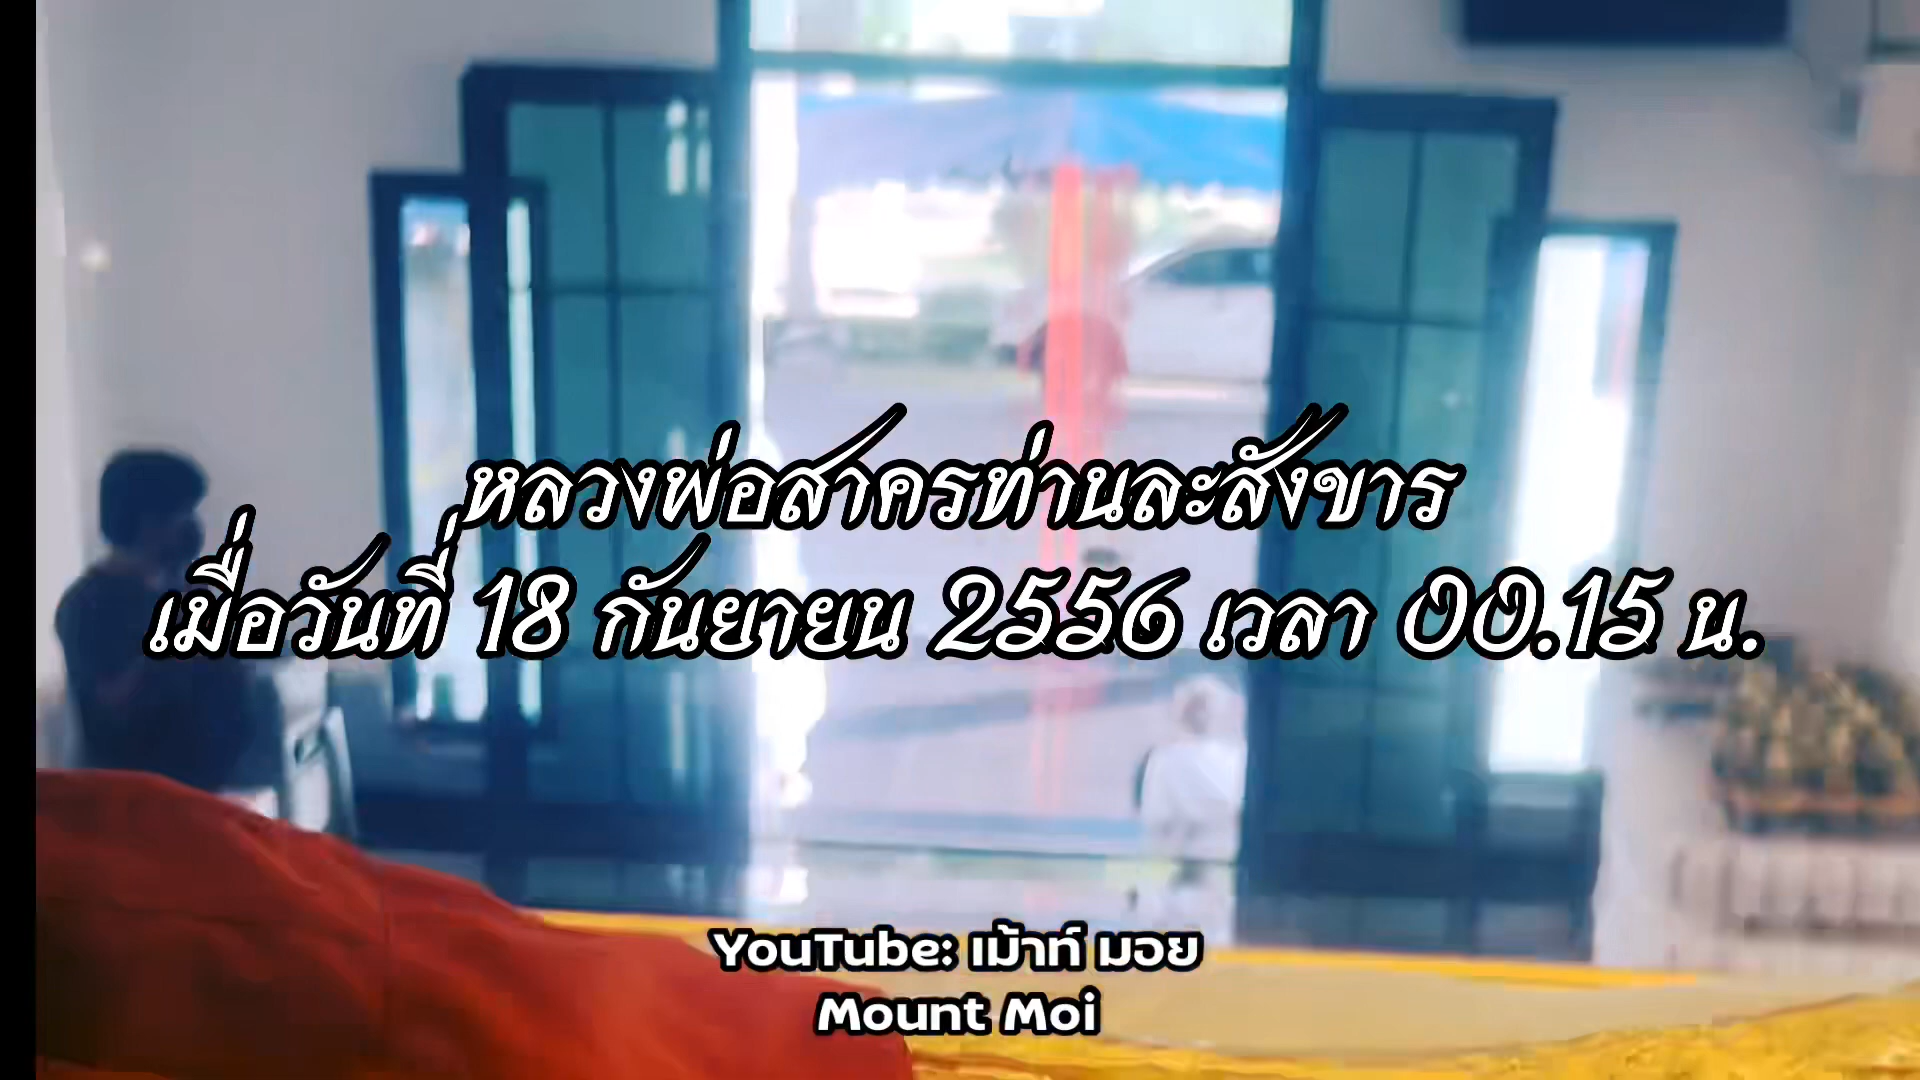 หลวงพ่อสาครท่านละสังขาร
เมื่อวันที่ 18 กันยายน 2556 เวลา 00.15 น.
YouTube: เม้าท์ มอย
Mount Moi